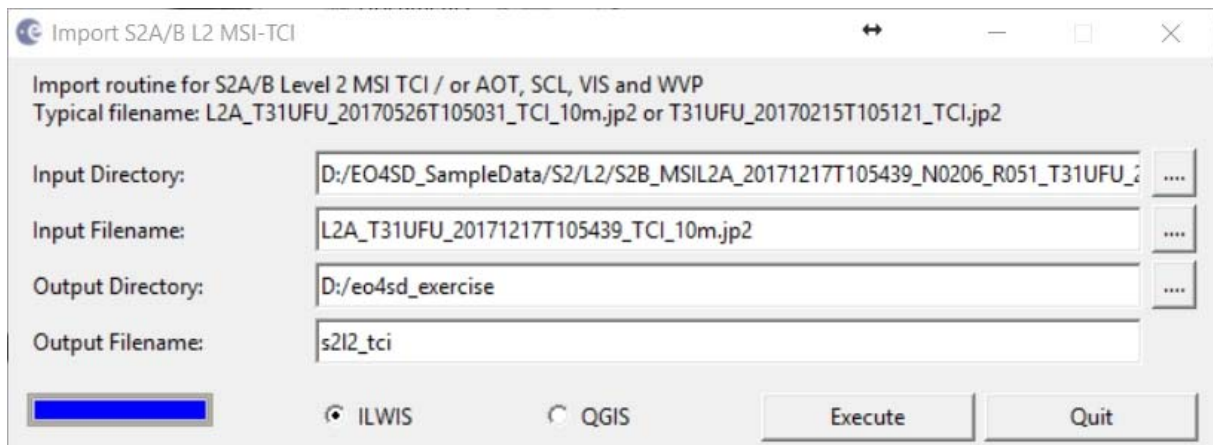 Import S2A/B L2 MSI-TCI
Import routine for S2A/B Level 2 MSI TCI / or AOT, SCL, VIS and WVP
Typical filename: L2A_T31UFU_20170526T105031_TCI_10m.jp2 or T31UFU_20170215T105121_TCI.jp2
Input Directory: D:/EO4SD_SampleData/S2/L2/S2B_MSIL2A_20171217T105439_N0206_R051_T31UFU_2 ....
Input Filename: L2A_T31UFU_20171217T105439_TCI_10m.jp2 ....
Output Directory: D:/eo4sd_exercise ....
Output Filename: s2l2_tci
ILWIS QGIS Execute Quit